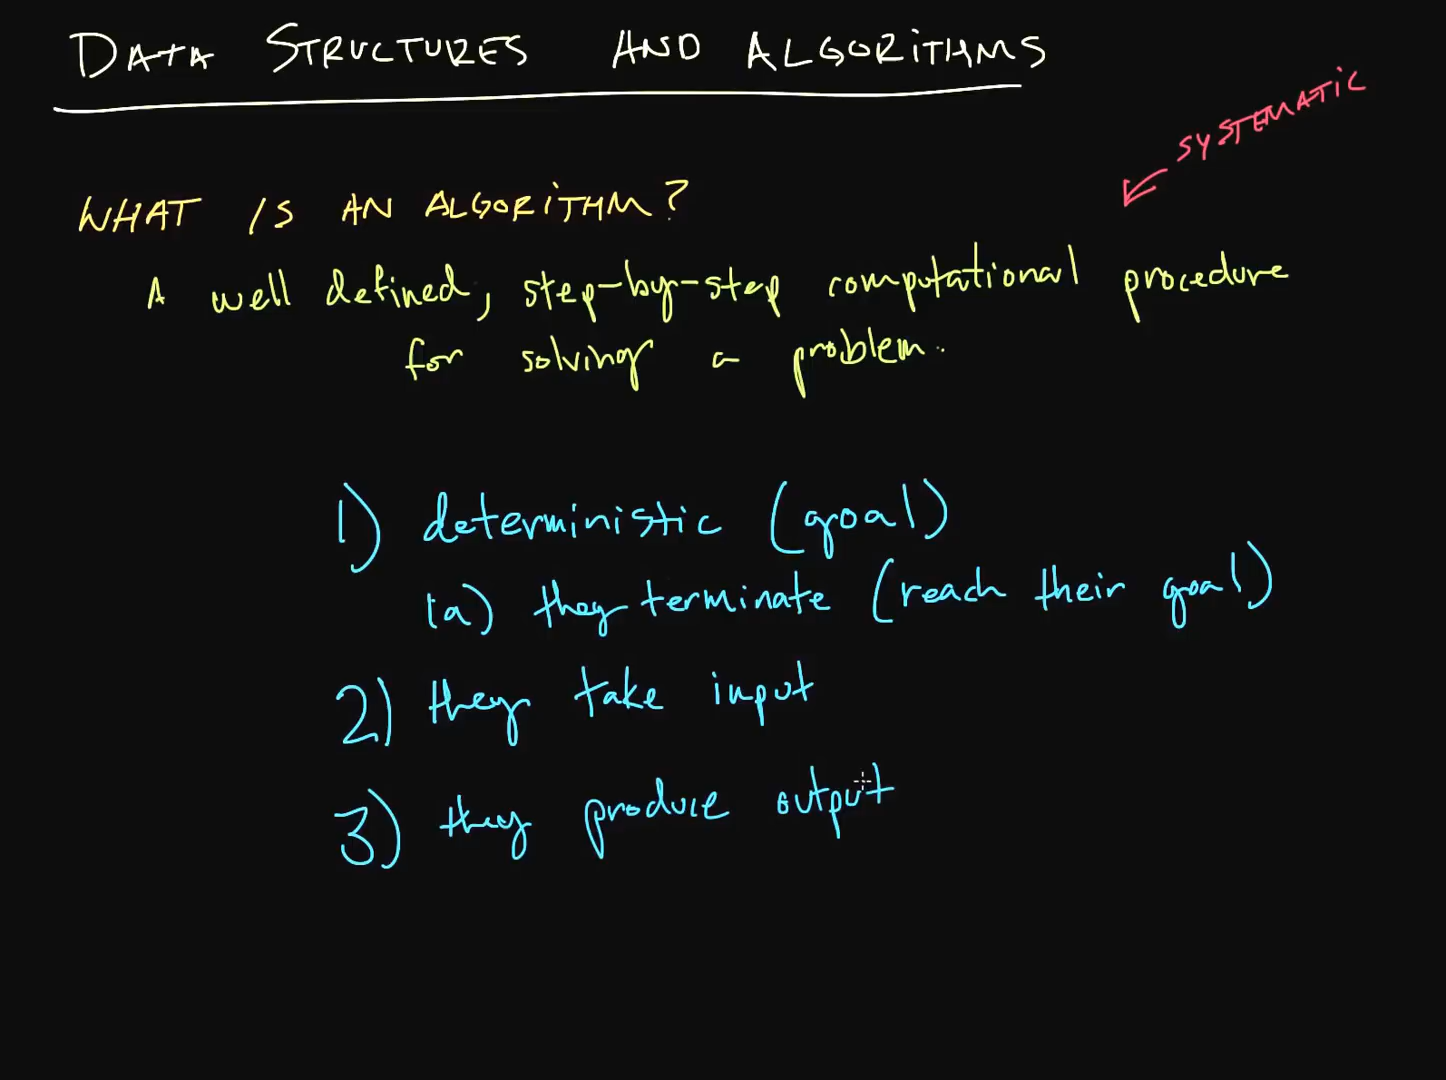 DATA STRUCTURES AND ALGORITHMS
SYSTEMATIC
WHAT IS AN ALGORITHM?
A well defined, step-by-step computational procedure
for solving a problem.
1) deterministic (goal)
1a) they terminate (reach their goal)
2) they take input
3) they produce output